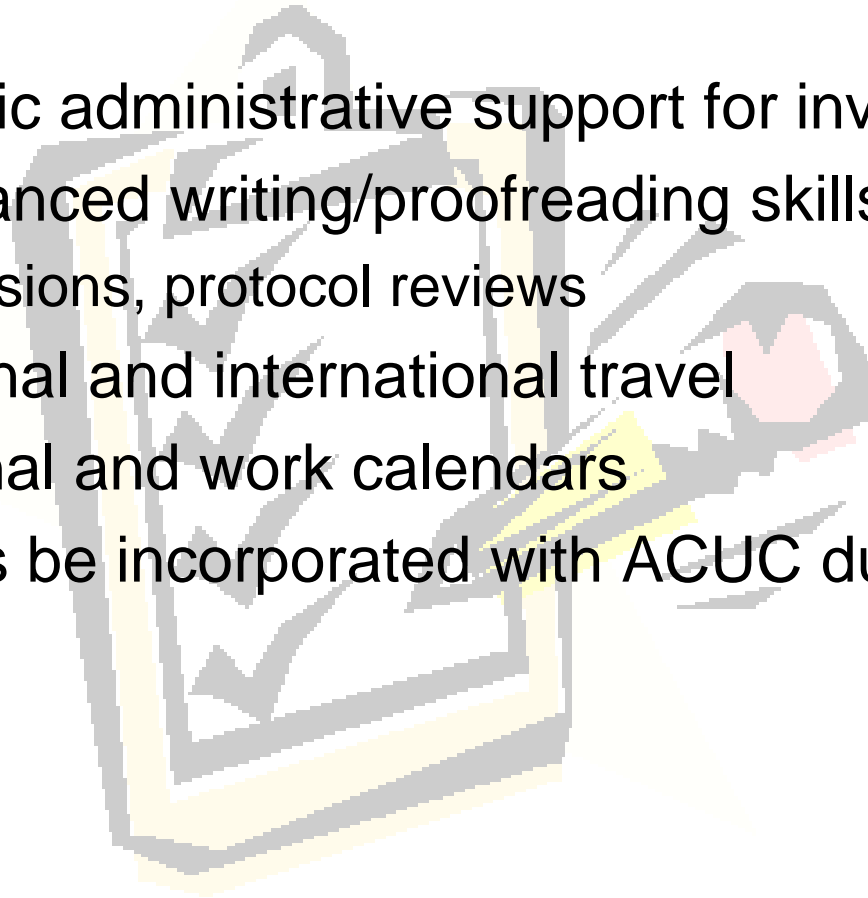 ic administrative support for inv
anced writing/proofreading skills
sions, protocol reviews
nal and international travel
nal and work calendars
s be incorporated with ACUC du